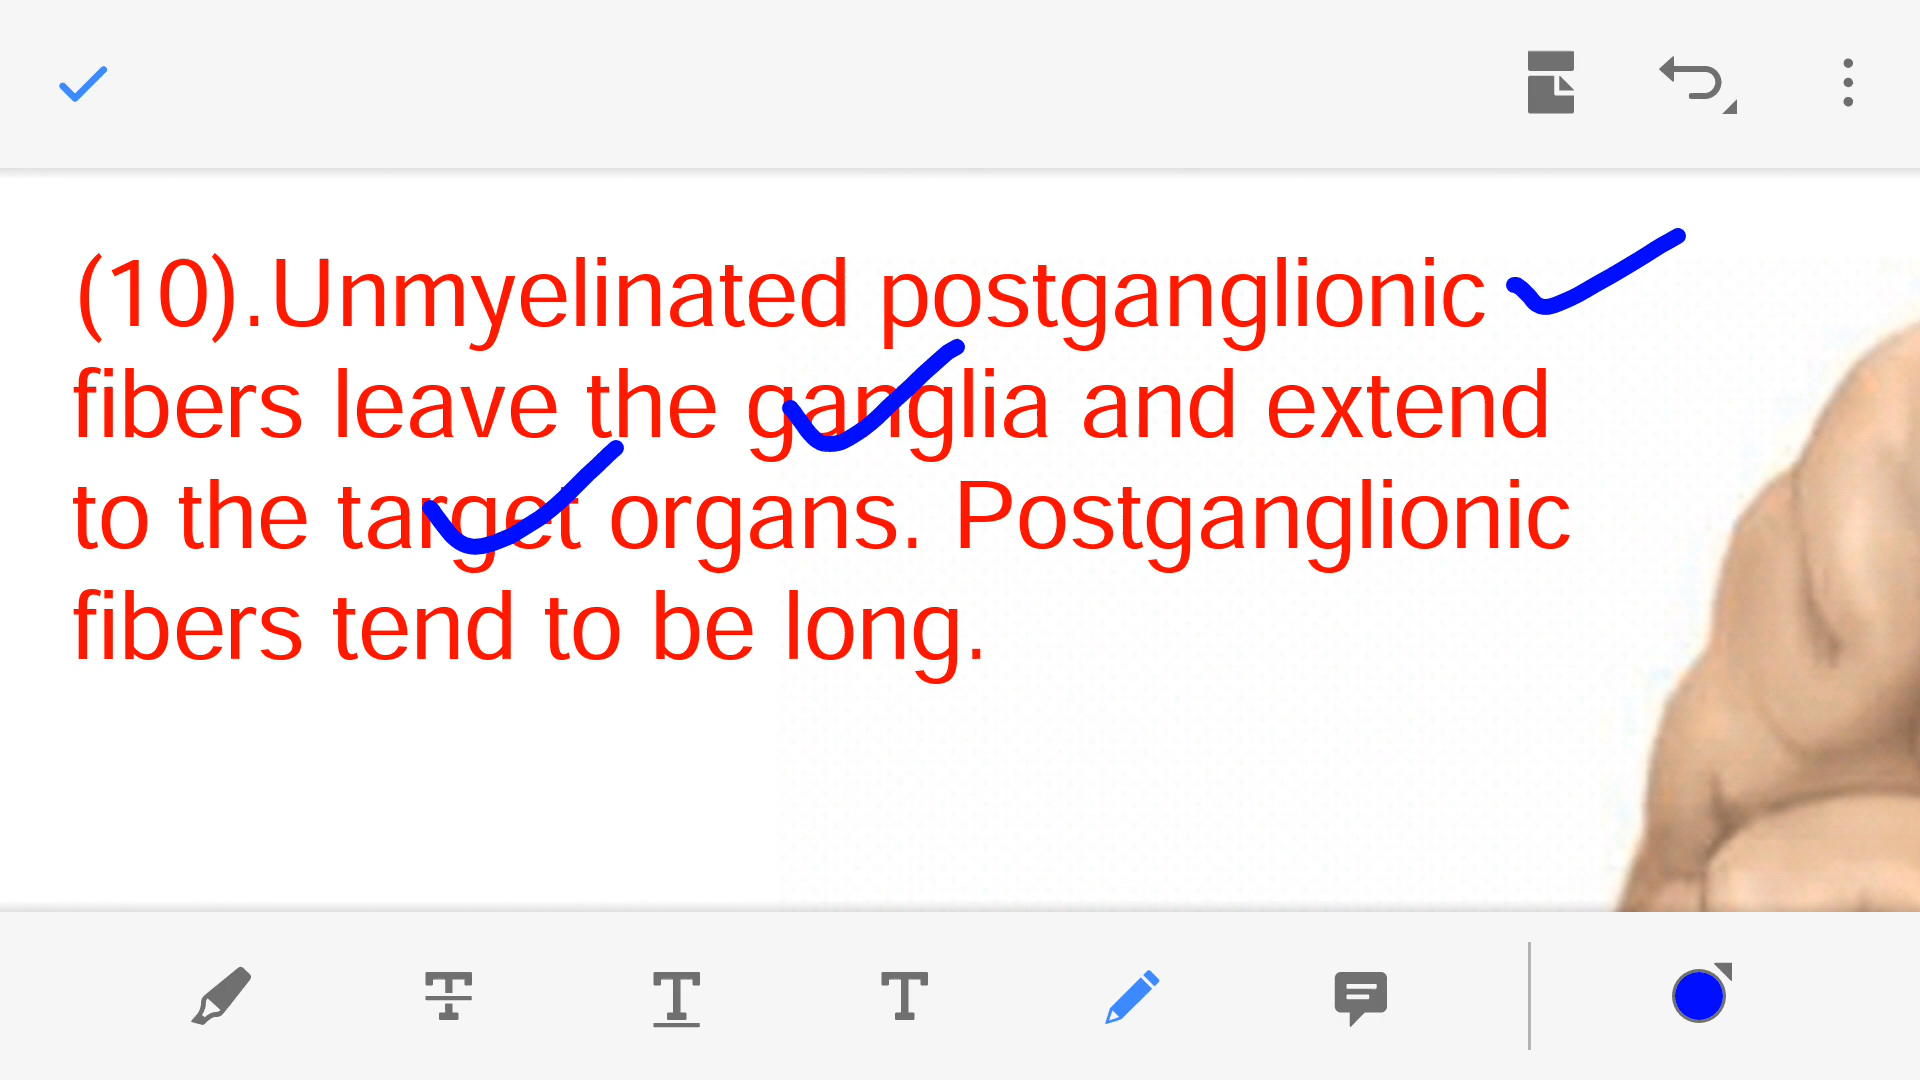 (10).Unmyelinated postganglionic
fibers leave the ganglia and extend
to the target organs. Postganglionic
fibers tend to be long.